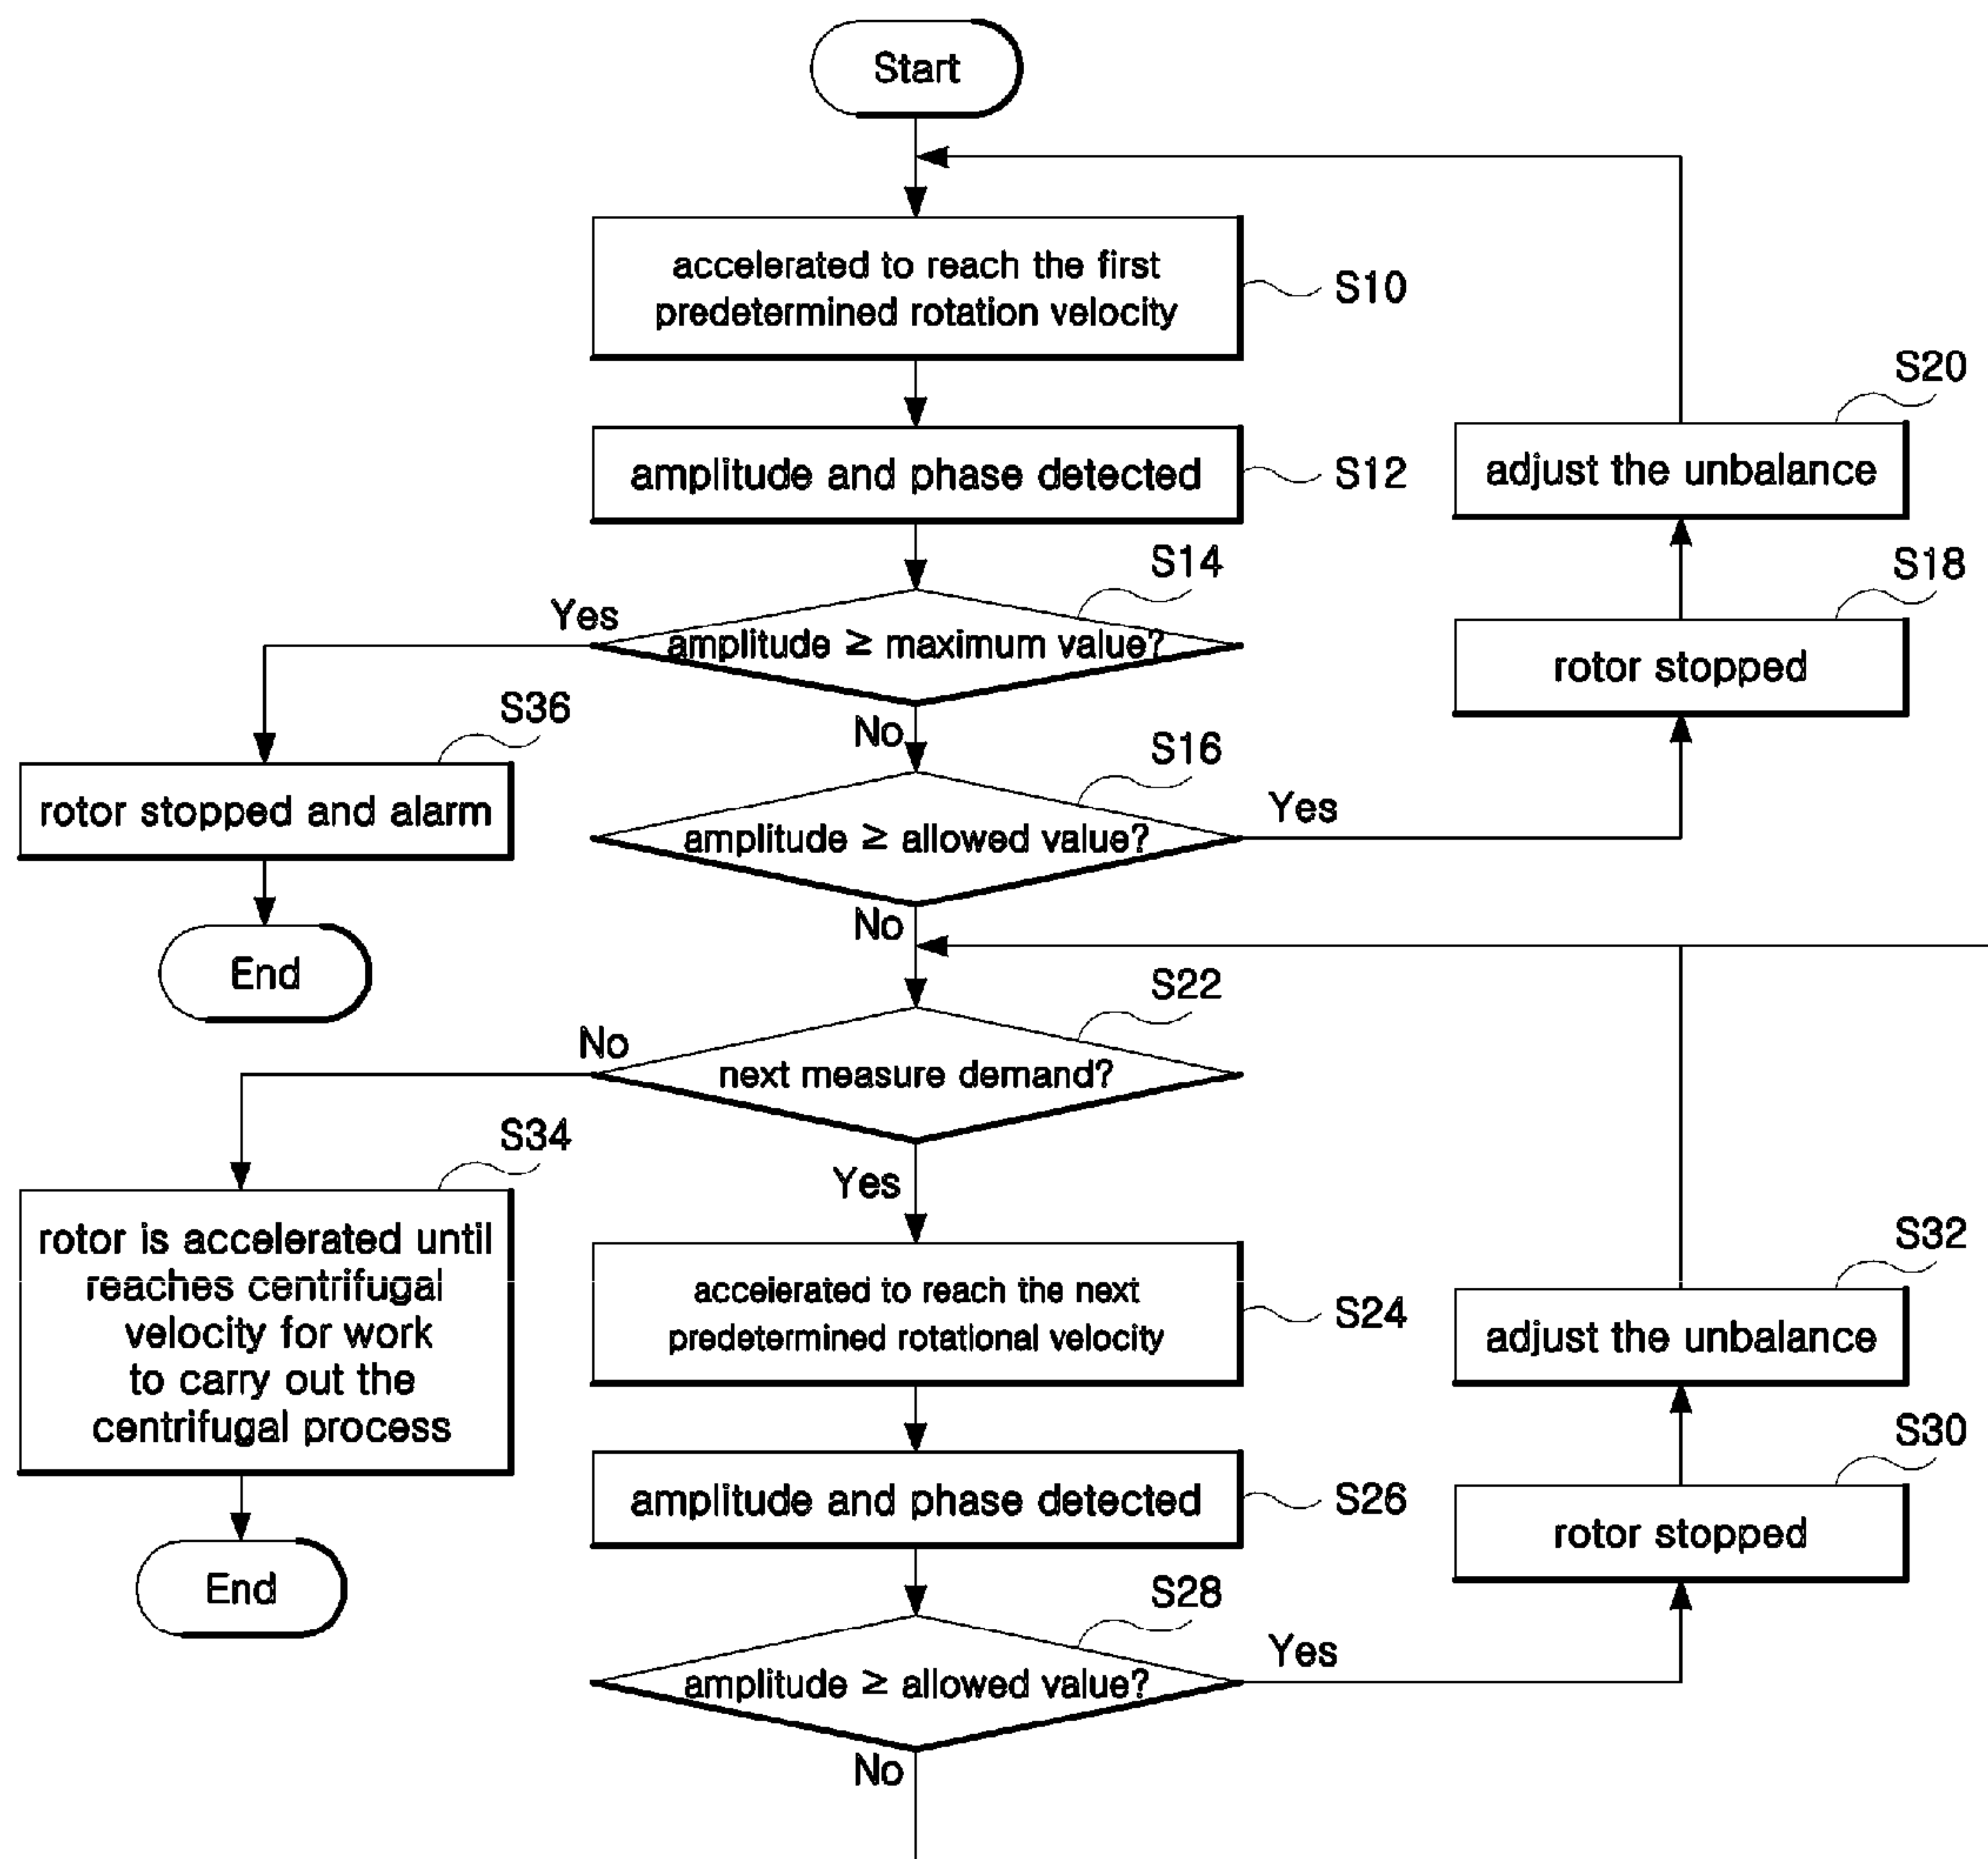 Start
accelerated to reach the first
predetermined rotation velocity
S10
amplitude and phase detected
S12
S20
adjust the unbalance
S18
rotor stopped
S14
Yes
amplitude ≥ maximum value?
No
S36
rotor stopped and alarm
End
S16
amplitude ≥ allowed value?
Yes
No
S22
next measure demand?
No
Yes
S34
rotor is accelerated until
reaches centrifugal
velocity for work
to carry out the
centrifugal process
End
accelerated to reach the next
predetermined rotational velocity
S24
S32
adjust the unbalance
S30
rotor stopped
amplitude and phase detected
S26
S28
amplitude ≥ allowed value?
Yes
No